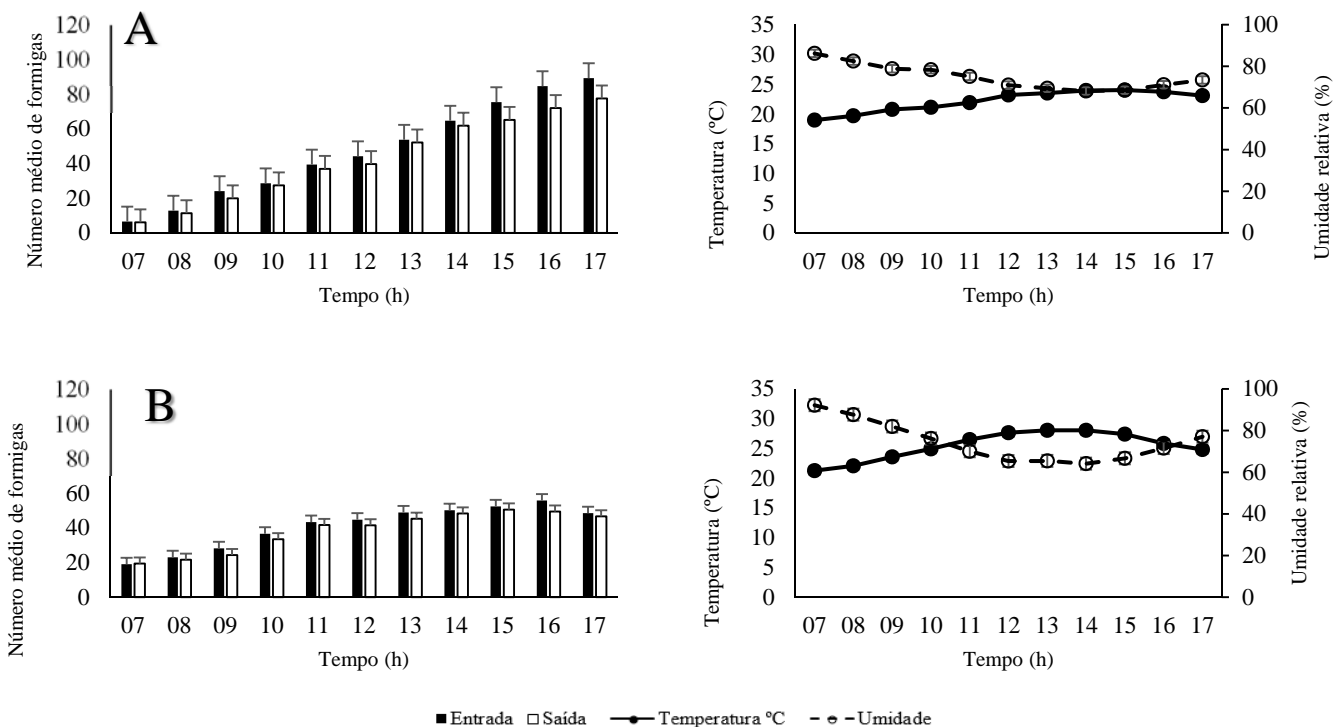 A
Número médio de formigas
120
100
80
60
40
20
0
07 08 09 10 11 12 13 14 15 16 17
Tempo (h)
Temperatura (ºC)
35
30
25
20
15
10
5
0
100
80
60
40
20
0
Umidade relativa (%)
07 08 09 10 11 12 13 14 15 16 17
Tempo (h)
B
Número médio de formigas
120
100
80
60
40
20
0
07 08 09 10 11 12 13 14 15 16 17
Tempo (h)
Temperatura (ºC)
35
30
25
20
15
10
5
0
100
80
60
40
20
0
Umidade relativa (%)
07 08 09 10 11 12 13 14 15 16 17
Tempo (h)
Entrada Saída Temperatura ºC Umidade